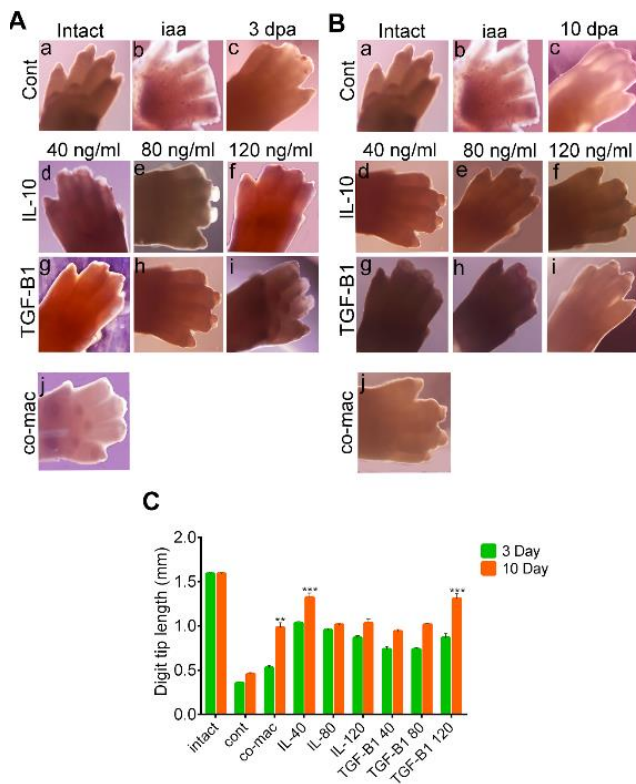 A
Intact iaa 3 dpa
Cont
a b c
40 ng/ml 80 ng/ml 120 ng/ml
IL-10
d e f
TGF-B1
g h i
co-mac
j
B
Intact iaa 10 dpa
Cont
a b c
40 ng/ml 80 ng/ml 120 ng/ml
IL-10
d e f
TGF-B1
g h i
co-mac
j
C
Digit tip length (mm)
2.0
1.5
1.0
0.5
0.0
** *** ***
intact cont co-mac IL-40 IL-80 IL-120 TGF-B1 40 TGF-B1 80 TGF-B1 120
3 Day
10 Day